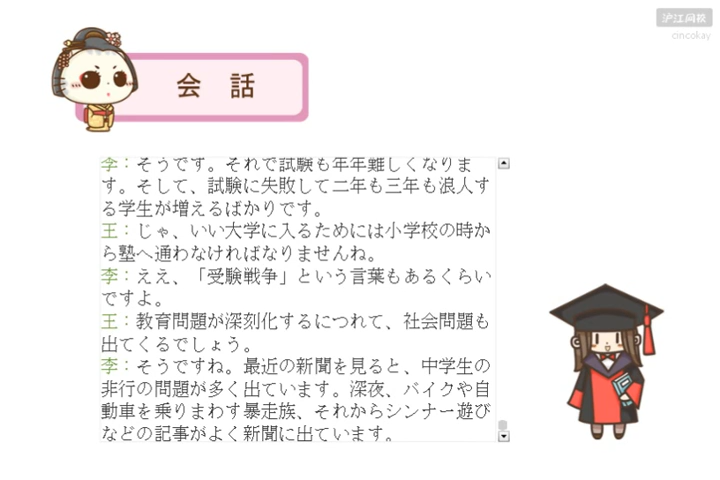 沪江网校
cincokay
会 話
李：そうです。それで試験も年年難しくなりま
す。そして、試験に失敗して二年も三年も浪人す
る学生が増えるばかりです。
王：じゃ、いい大学に入るためには小学校の時か
ら塾へ通わなければなりませんね。
李：ええ、「受験戦争」という言葉もあるくらい
ですよ。
王：教育問題が深刻化するにつれて、社会問題も
出てくるでしょう。
李：そうですね。最近の新聞を見ると、中学生の
非行の問題が多く出ています。深夜、バイクや自
動車を乗りまわす暴走族、それからシンナー遊び
などの記事がよく新聞に出ています。